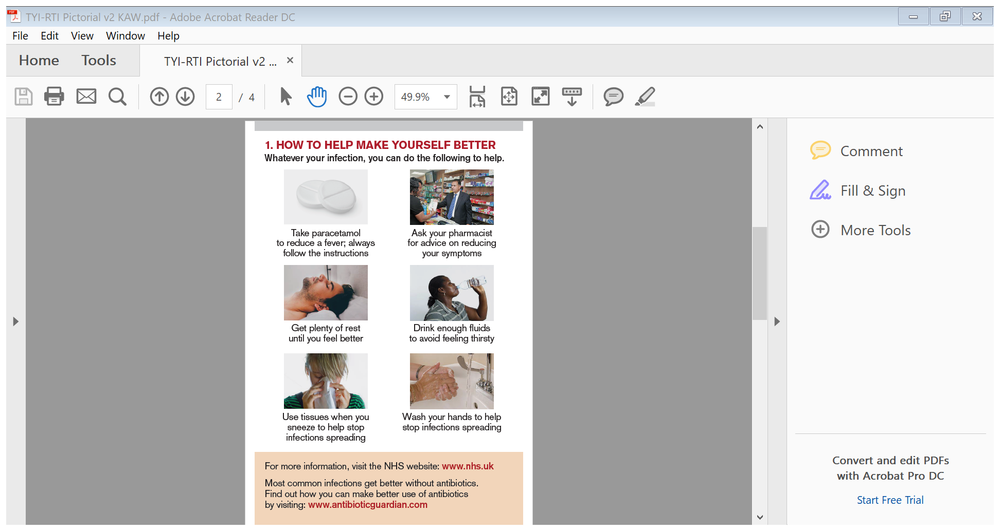 TYI-RTI Pictorial v2 KAW.pdf - Adobe Acrobat Reader DC
File Edit View Window Help
Home Tools TYI-RTI Pictorial v2 ...
2 / 4 49.9%
1. HOW TO HELP MAKE YOURSELF BETTER
Whatever your infection, you can do the following to help.
Take paracetamol
to reduce a fever; always
follow the instructions
Ask your pharmacist
for advice on reducing
your symptoms
Get plenty of rest
until you feel better
Drink enough fluids
to avoid feeling thirsty
Use tissues when you
sneeze to help stop
infections spreading
Wash your hands to help
stop infections spreading
For more information, visit the NHS website: www.nhs.uk
Most common infections get better without antibiotics.
Find out how you can make better use of antibiotics
by visiting: www.antibioticguardian.com
Comment
Fill & Sign
More Tools
Convert and edit PDFs
with Acrobat Pro DC
Start Free Trial